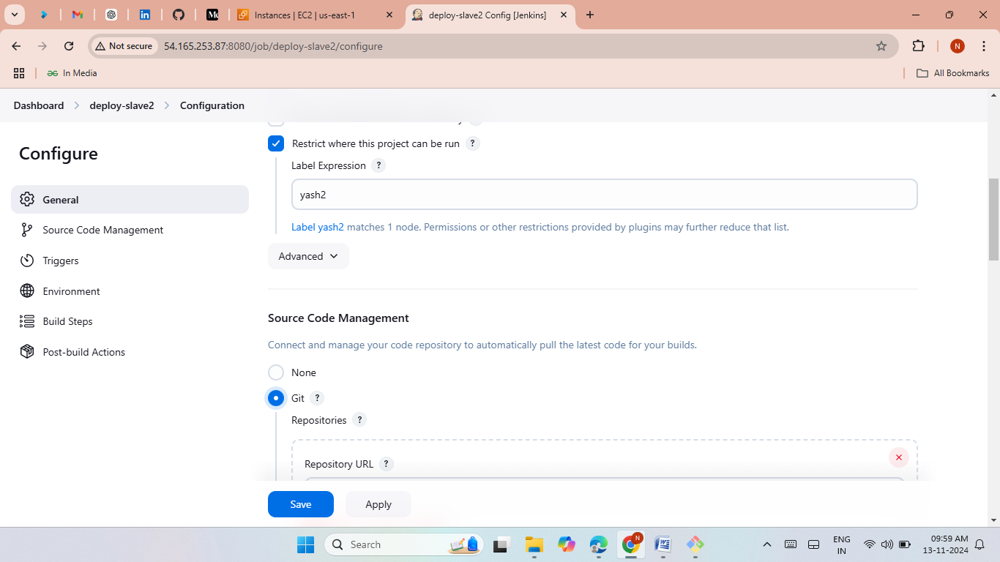 Instances | EC2 | us-east-1
deploy-slave2 Config [Jenkins]
Not secure
54.165.253.87:8080/job/deploy-slave2/configure
N
In Media
All Bookmarks
Dashboard
deploy-slave2
Configuration
Configure
General
Source Code Management
Triggers
Environment
Build Steps
Post-build Actions
Restrict where this project can be run ?
Label Expression ?
yash2
Label yash2 matches 1 node. Permissions or other restrictions provided by plugins may further reduce that list.
Advanced
Source Code Management
Connect and manage your code repository to automatically pull the latest code for your builds.
None
Git ?
Repositories ?
Repository URL ?
Save
Apply
Search
ENG
IN
09:59 AM
13-11-2024